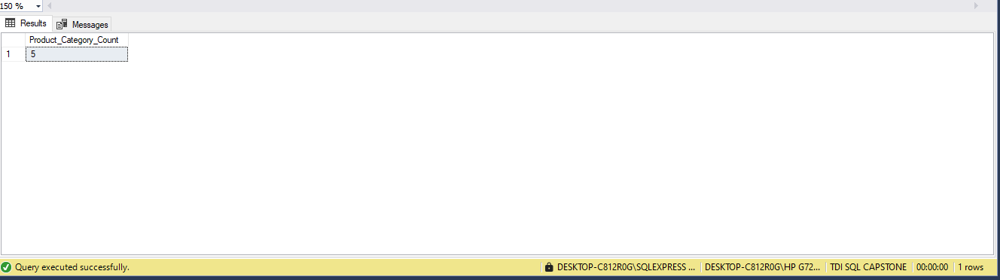 150 %
Results Messages
Product_Category_Count
1 5
Query executed successfully. DESKTOP-C812R0G\SQLEXPRESS ... DESKTOP-C812R0G\HP G72... TDI SQL CAPSTONE 00:00:00 1 rows